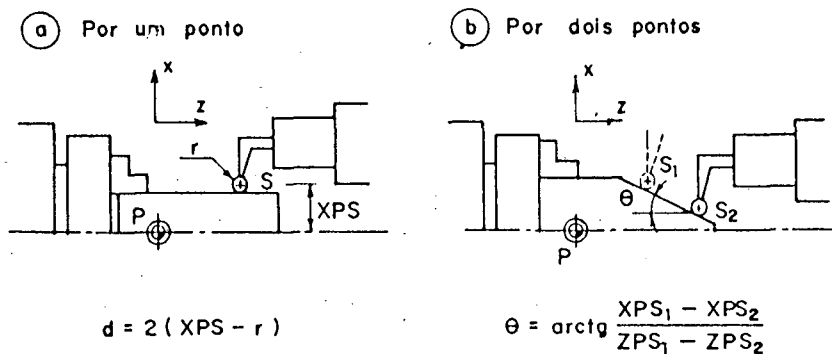 a Por um ponto
x
z
r
S
XPS
P
d = 2 ( XPS - r )
b Por dois pontos
x
z
S1
θ
S2
P
θ = arctg XPS1 - XPS2
ZPS1 - ZPS2